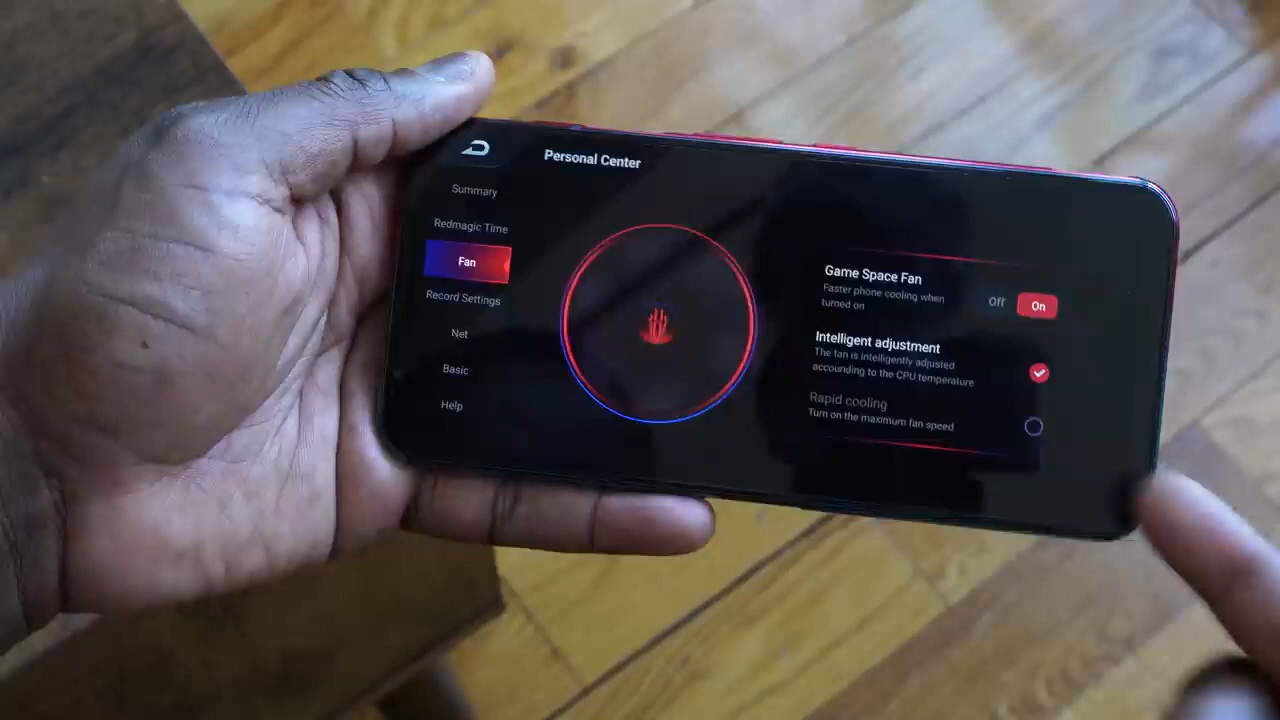 Personal Center
Summary
Redmagic Time
Fan
Record Settings
Net
Basic
Help
Game Space Fan
Faster phone cooling when
turned on
Off
On
Intelligent adjustment
The fan is intelligently adjusted
accounding to the CPU temperature
Rapid cooling
Turn on the maximum fan speed